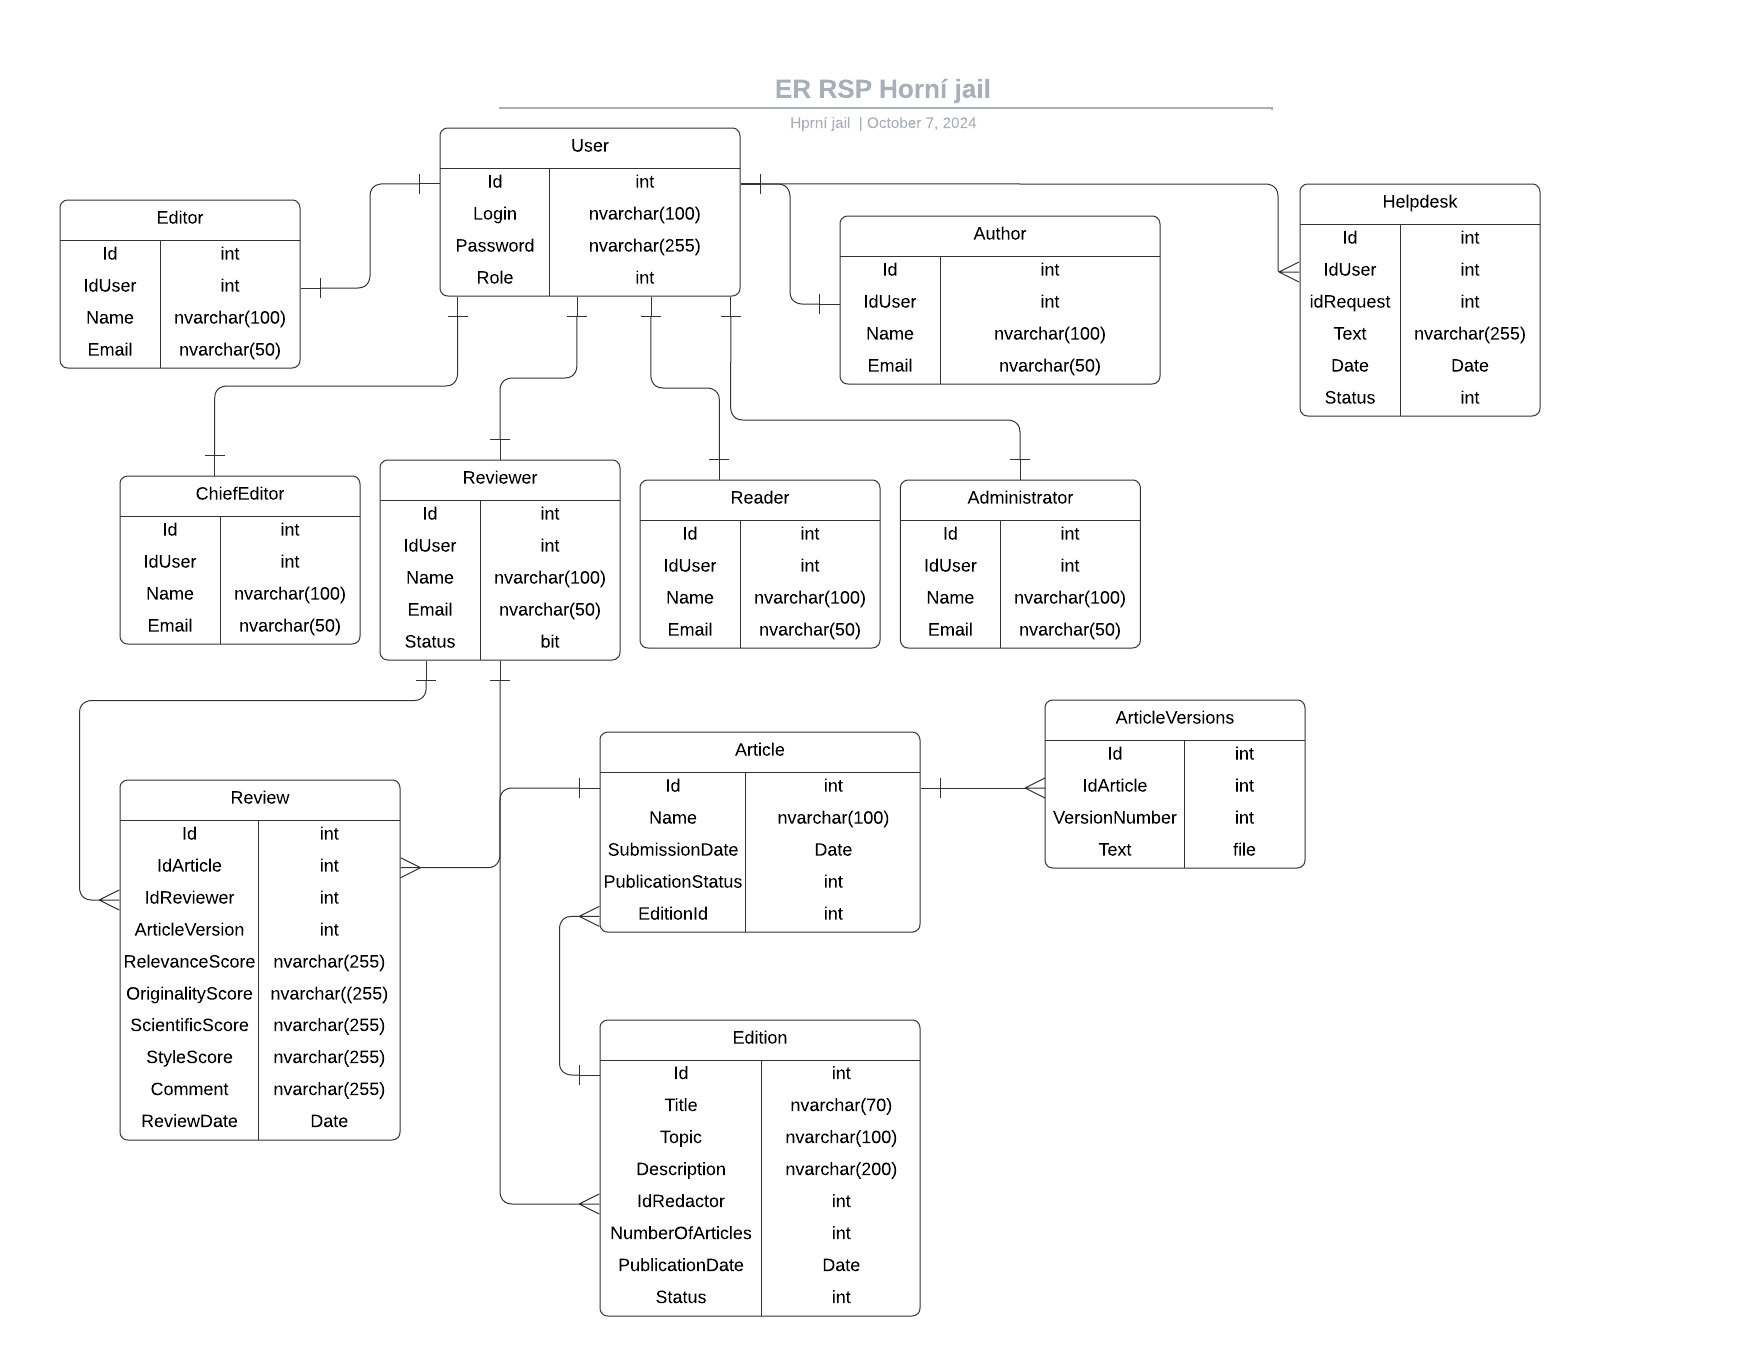 ER RSP Horní jail
Hprní jail | October 7, 2024
User
Id int
Login nvarchar(100)
Password nvarchar(255)
Role int
Editor
Id int
IdUser int
Name nvarchar(100)
Email nvarchar(50)
Author
Id int
IdUser int
Name nvarchar(100)
Email nvarchar(50)
Helpdesk
Id int
IdUser int
idRequest int
Text nvarchar(255)
Date Date
Status int
ChiefEditor
Id int
IdUser int
Name nvarchar(100)
Email nvarchar(50)
Reviewer
Id int
IdUser int
Name nvarchar(100)
Email nvarchar(50)
Status bit
Reader
Id int
IdUser int
Name nvarchar(100)
Email nvarchar(50)
Administrator
Id int
IdUser int
Name nvarchar(100)
Email nvarchar(50)
Review
Id int
IdArticle int
IdReviewer int
ArticleVersion int
RelevanceScore nvarchar(255)
OriginalityScore nvarchar((255)
ScientificScore nvarchar(255)
StyleScore nvarchar(255)
Comment nvarchar(255)
ReviewDate Date
Article
Id int
Name nvarchar(100)
SubmissionDate Date
PublicationStatus int
EditionId int
ArticleVersions
Id int
IdArticle int
VersionNumber int
Text file
Edition
Id int
Title nvarchar(70)
Topic nvarchar(100)
Description nvarchar(200)
IdRedactor int
NumberOfArticles int
PublicationDate Date
Status int